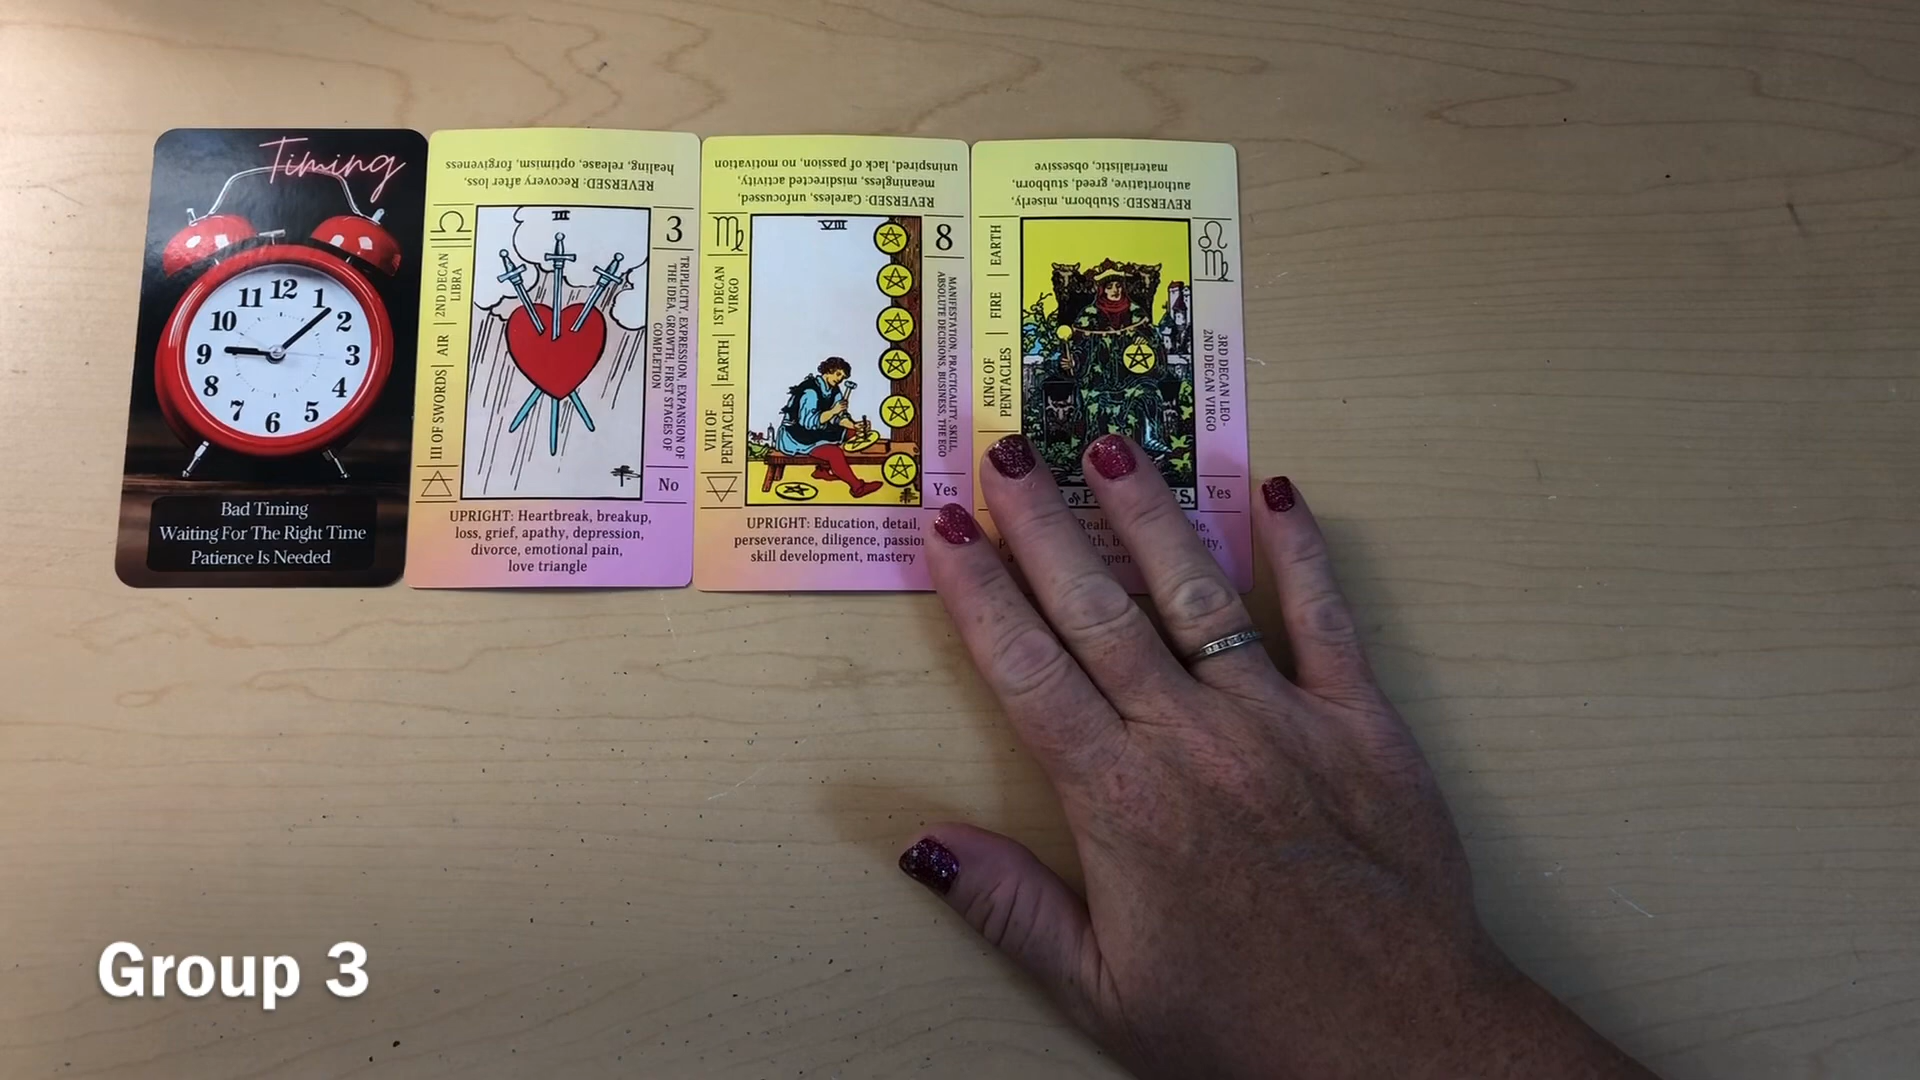 Timing
12
11
1
10
2
9
3
8
4
7
5
6
Bad Timing
Waiting For The Right Time
Patience Is Needed
REVERSED: Recovery after loss,
healing, release, optimism, forgiveness
III
3
2ND DECAN
LIBRA
AIR
III OF SWORDS
TRIPLICITY, EXPRESSION, EXPANSION OF
THE IDEA, GROWTH, FIRST STAGES OF
COMPLETION
No
UPRIGHT: Heartbreak, breakup,
loss, grief, apathy, depression,
divorce, emotional pain,
love triangle
REVERSED: Careless, unfocussed,
meaningless, misdirected activity,
uninspired, lack of passion, no motivation
VIII
8
1ST DECAN
VIRGO
EARTH
VIII OF
PENTACLES
MANIFESTATION, PRACTICALITY, SKILL,
ABSOLUTE DECISIONS, BUSINESS, THE EGO
Yes
UPRIGHT: Education, detail,
perseverance, diligence,
skill development, mastery
REVERSED: Stubborn, miserly,
authoritative, greed, stubborn,
materialistic, obsessive
EARTH
FIRE
KING OF
PENTACLES
3RD DECAN LEO-
2ND DECAN VIRGO
Yes
Group 3